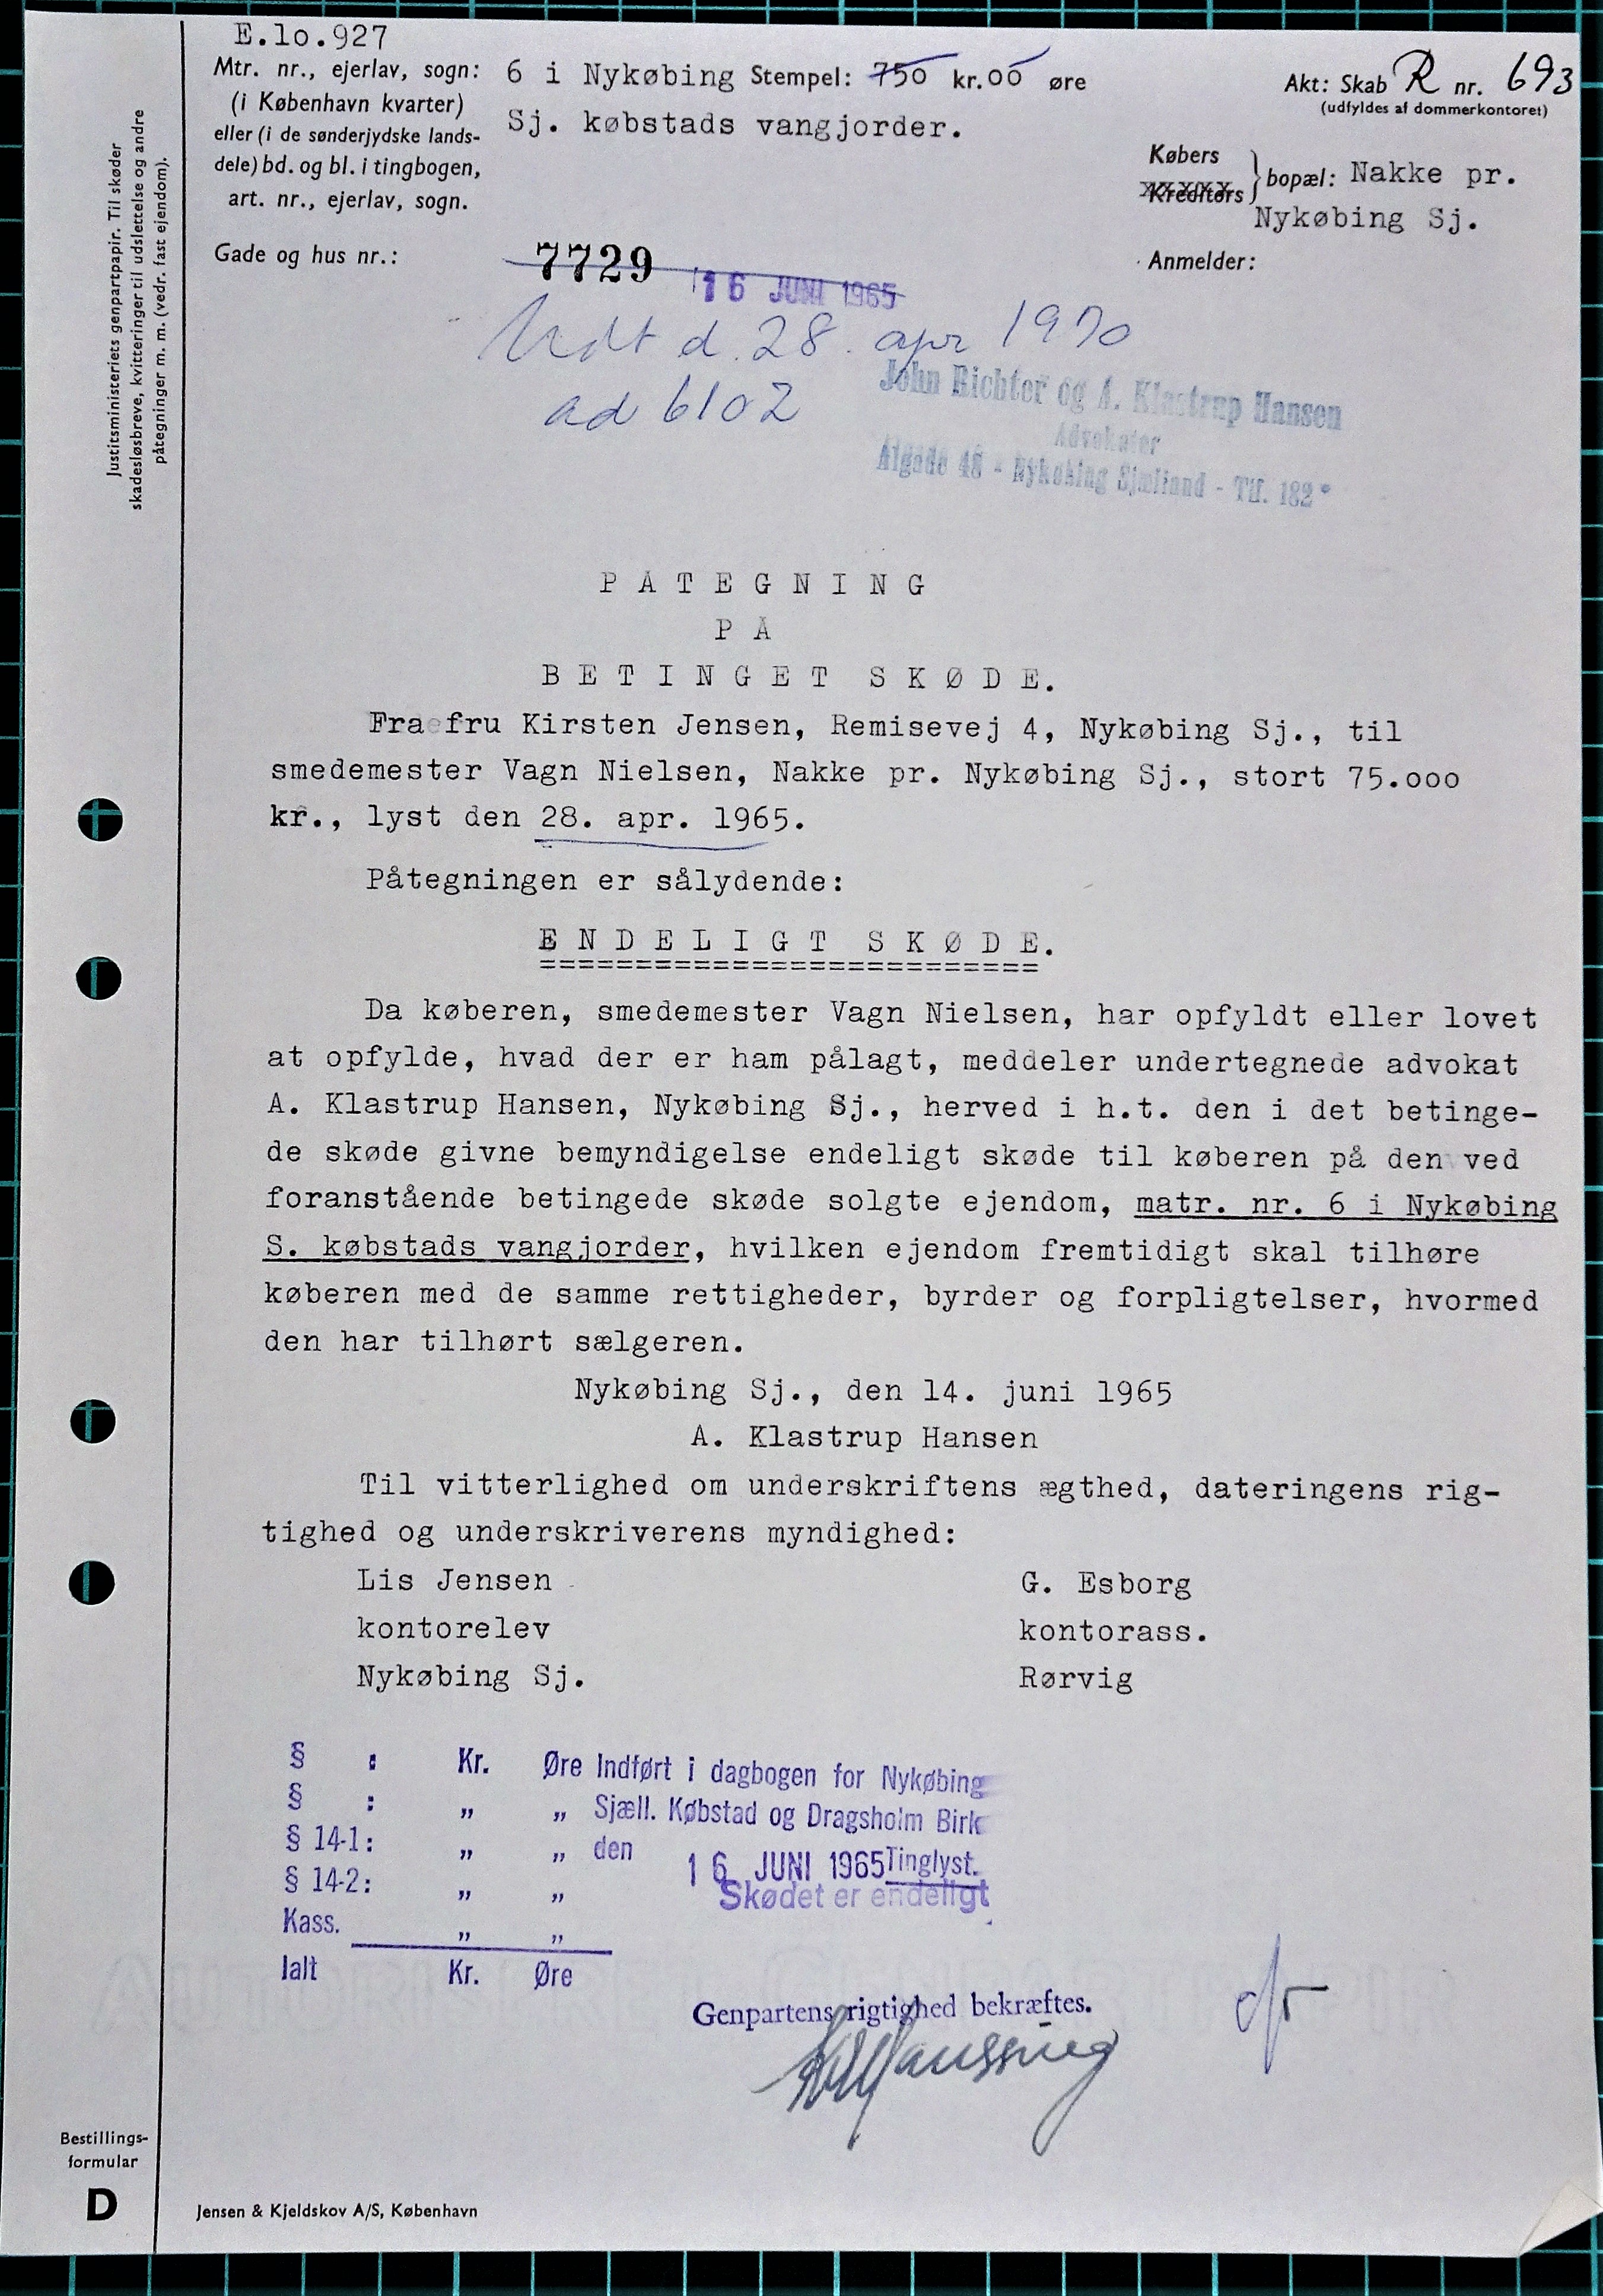 E.lo.927
Mtr. nr., ejerlav, sogn: 6 i Nykøbing Stempel: 750 kr. 00 øre
Akt: Skab R nr. 693
(i København kvarter)
(udfyldes af dommerkontoret)
eller (i de sønderjydske lands- Sj. købstads vangjorder.
dele) bd. og bl. i tingbogen,
art. nr., ejerlav, sogn.
Købers
Kreditors } bopæl: Nakke pr.
Nykøbing Sj.
Gade og hus nr.:
Anmelder:
7729 16 JUNI 1965
d. 28. apr 1970
ad 6102
John Richter og A. Klastrup Hansen
Advokater
Algade 48 - Nykøbing Sjælland - Tlf. 182
Justitsministeriets genpartpapir. Til skøder
skadesløsbreve, kvitteringer til udslettelse og andre
påtegninger m. m. (vedr. fast ejendom).
P A T E G N I N G
P A
B E T I N G E T S K Ø D E.
Fra fru Kirsten Jensen, Remisevej 4, Nykøbing Sj., til
smedemester Vagn Nielsen, Nakke pr. Nykøbing Sj., stort 75.ooo
kr., lyst den 28. apr. 1965.
Påtegningen er sålydende:
E N D E L I G T S K Ø D E.
==========================
Da køberen, smedemester Vagn Nielsen, har opfyldt eller lovet
at opfylde, hvad der er ham pålagt, meddeler undertegnede advokat
A. Klastrup Hansen, Nykøbing Sj., herved i h.t. den i det betinge-
de skøde givne bemyndigelse endeligt skøde til køberen på den ved
foranstående betingede skøde solgte ejendom, matr. nr. 6 i Nykøbing
S. købstads vangjorder, hvilken ejendom fremtidigt skal tilhøre
køberen med de samme rettigheder, byrder og forpligtelser, hvormed
den har tilhørt sælgeren.
Nykøbing Sj., den 14. juni 1965
A. Klastrup Hansen
Til vitterlighed om underskriftens ægthed, dateringens rig-
tighed og underskriverens myndighed:
Lis Jensen G. Esborg
kontorelev kontorass.
Nykøbing Sj. Rørvig
§ : Kr. Øre Indført i dagbogen for Nykøbing
§ : „ „ Sjæll. Købstad og Dragsholm Birk
§ 14-1: „ „ den 16 JUNI 1965 Tinglyst.
§ 14-2: „ „ Skødet er endeligt
Kass. „ „
Ialt Kr. Øre
Genpartens rigtighed bekræftes.
Bestillings-
formular
D
Jensen & Kjeldskov A/S, København